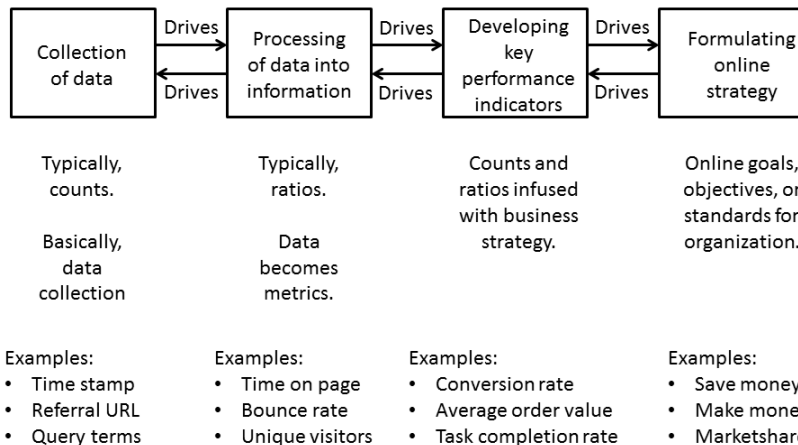 Collection
of data
Drives
Drives
Processing
of data into
information
Drives
Drives
Developing
key
performance
indicators
Drives
Drives
Formulating
online
strategy
Typically,
counts.
Basically,
data
collection
Typically,
ratios.
Data
becomes
metrics.
Counts and
ratios infused
with business
strategy.
Online goals,
objectives, or
standards for
organization.
Examples:
• Time stamp
• Referral URL
• Query terms
Examples:
• Time on page
• Bounce rate
• Unique visitors
Examples:
• Conversion rate
• Average order value
• Task completion rate
Examples:
• Save money
• Make money
• Marketshare